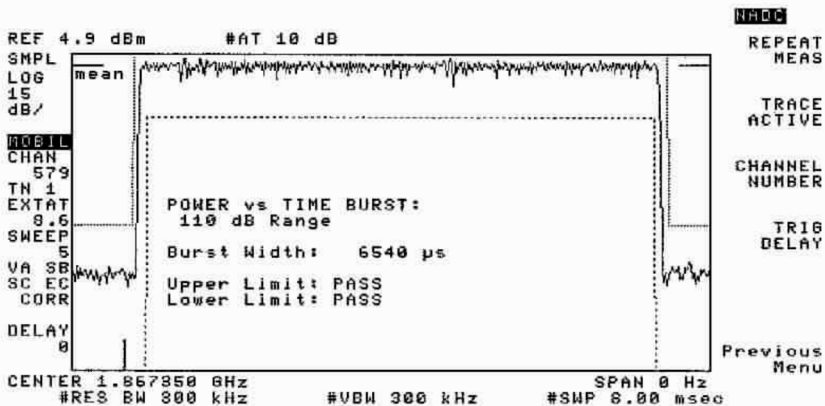 NADC
REF 4.9 dBm #AT 10 dB
REPEAT
MEAS
SMPL
LOG
15
dB/
mean
TRACE
ACTIVE
MOBIL
CHAN
579
TN 1
EXTAT
8.6
SWEEP
5
VA SB
SC EC
CORR
CHANNEL
NUMBER
TRIG
DELAY
POWER vs TIME BURST:
110 dB Range
Burst Width: 6540 µs
Upper Limit: PASS
Lower Limit: PASS
DELAY
0
Previous
Menu
CENTER 1.867350 GHz SPAN 0 Hz
#RES BW 300 kHz #VBW 300 kHz #SWP 8.00 msec